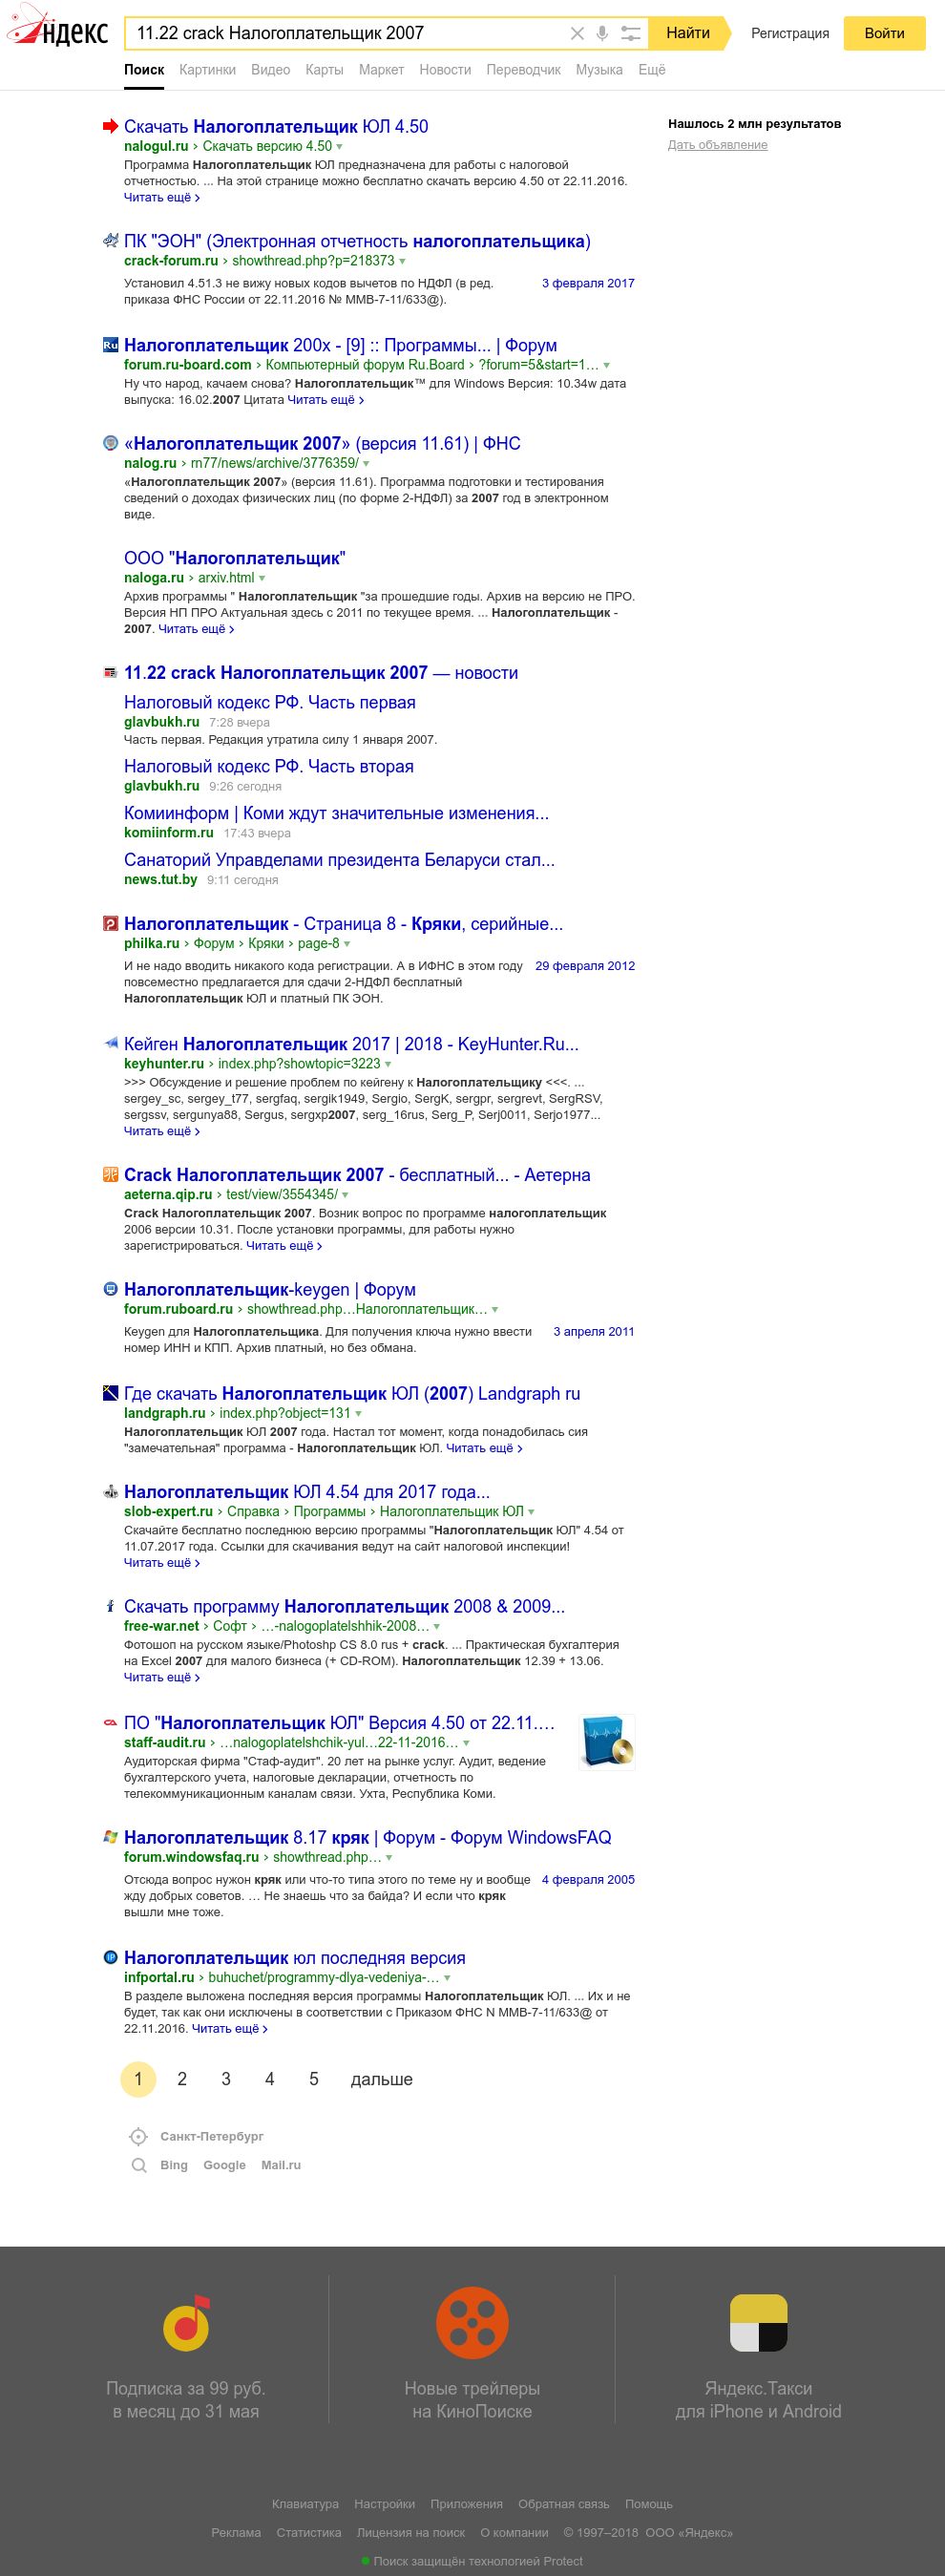 Яндекс
11.22 crack Налогоплательщик 2007
Найти
Регистрация
Войти
Поиск Картинки Видео Карты Маркет Новости Переводчик Музыка Ещё
Нашлось 2 млн результатов
Дать объявление
Скачать Налогоплательщик ЮЛ 4.50
nalogul.ru › Скачать версию 4.50
Программа Налогоплательщик ЮЛ предназначена для работы с налоговой
отчетностью. ... На этой странице можно бесплатно скачать версию 4.50 от 22.11.2016.
Читать ещё ›
ПК "ЭОН" (Электронная отчетность налогоплательщика)
crack-forum.ru › showthread.php?p=218373
Установил 4.51.3 не вижу новых кодов вычетов по НДФЛ (в ред. 3 февраля 2017
приказа ФНС России от 22.11.2016 № ММВ-7-11/633@).
Налогоплательщик 200x - [9] :: Программы... | Форум
forum.ru-board.com › Компьютерный форум Ru.Board › ?forum=5&start=1…
Ну что народ, качаем снова? Налогоплательщик™ для Windows Версия: 10.34w дата
выпуска: 16.02.2007 Цитата Читать ещё ›
«Налогоплательщик 2007» (версия 11.61) | ФНС
nalog.ru › rn77/news/archive/3776359/
«Налогоплательщик 2007» (версия 11.61). Программа подготовки и тестирования
сведений о доходах физических лиц (по форме 2-НДФЛ) за 2007 год в электронном
виде.
ООО "Налогоплательщик"
naloga.ru › arxiv.html
Архив программы " Налогоплательщик "за прошедшие годы. Архив на версию не ПРО.
Версия НП ПРО Актуальная здесь с 2011 по текущее время. ... Налогоплательщик -
2007. Читать ещё ›
11.22 crack Налогоплательщик 2007 — новости
Налоговый кодекс РФ. Часть первая
glavbukh.ru 7:28 вчера
Часть первая. Редакция утратила силу 1 января 2007.
Налоговый кодекс РФ. Часть вторая
glavbukh.ru 9:26 сегодня
Комиинформ | Коми ждут значительные изменения...
komiinform.ru 17:43 вчера
Санаторий Управделами президента Беларуси стал...
news.tut.by 9:11 сегодня
Налогоплательщик - Страница 8 - Кряки, серийные...
philka.ru › Форум › Кряки › page-8
И не надо вводить никакого кода регистрации. А в ИФНС в этом году 29 февраля 2012
повсеместно предлагается для сдачи 2-НДФЛ бесплатный
Налогоплательщик ЮЛ и платный ПК ЭОН.
Кейген Налогоплательщик 2017 | 2018 - KeyHunter.Ru...
keyhunter.ru › index.php?showtopic=3223
>>> Обсуждение и решение проблем по кейгену к Налогоплательщику <<<. ...
sergey_sc, sergey_t77, sergfaq, sergik1949, Sergio, SergK, sergpr, sergrevt, SergRSV,
sergssv, sergunya88, Sergus, sergxp2007, serg_16rus, Serg_P, Serj0011, Serjo1977...
Читать ещё ›
Crack Налогоплательщик 2007 - бесплатный... - Аетерна
aeterna.qip.ru › test/view/3554345/
Crack Налогоплательщик 2007. Возник вопрос по программе налогоплательщик
2006 версии 10.31. После установки программы, для работы нужно
зарегистрироваться. Читать ещё ›
Налогоплательщик-keygen | Форум
forum.ruboard.ru › showthread.php…Налогоплательщик…
Keygen для Налогоплательщика. Для получения ключа нужно ввести 3 апреля 2011
номер ИНН и КПП. Архив платный, но без обмана.
Где скачать Налогоплательщик ЮЛ (2007) Landgraph ru
landgraph.ru › index.php?object=131
Налогоплательщик ЮЛ 2007 года. Настал тот момент, когда понадобилась сия
"замечательная" программа - Налогоплательщик ЮЛ. Читать ещё ›
Налогоплательщик ЮЛ 4.54 для 2017 года...
slob-expert.ru › Справка › Программы › Налогоплательщик ЮЛ
Скачайте бесплатно последнюю версию программы "Налогоплательщик ЮЛ" 4.54 от
11.07.2017 года. Ссылки для скачивания ведут на сайт налоговой инспекции!
Читать ещё ›
Скачать программу Налогоплательщик 2008 & 2009...
free-war.net › Софт › …-nalogoplatelshhik-2008…
Фотошоп на русском языке/Photoshp CS 8.0 rus + crack. ... Практическая бухгалтерия
на Excel 2007 для малого бизнеса (+ CD-ROM). Налогоплательщик 12.39 + 13.06.
Читать ещё ›
ПО "Налогоплательщик ЮЛ" Версия 4.50 от 22.11.…
staff-audit.ru › …nalogoplatelshchik-yul…22-11-2016…
Аудиторская фирма "Стаф-аудит". 20 лет на рынке услуг. Аудит, ведение
бухгалтерского учета, налоговые декларации, отчетность по
телекоммуникационным каналам связи. Ухта, Республика Коми.
Налогоплательщик 8.17 кряк | Форум - Форум WindowsFAQ
forum.windowsfaq.ru › showthread.php…
Отсюда вопрос нужон кряк или что-то типа этого по теме ну и вообще 4 февраля 2005
жду добрых советов. … Не знаешь что за байда? И если что кряк
вышли мне тоже.
Налогоплательщик юл последняя версия
infportal.ru › buhuchet/programmy-dlya-vedeniya-…
В разделе выложена последняя версия программы Налогоплательщик ЮЛ. ... Их и не
будет, так как они исключены в соответствии с Приказом ФНС N ММВ-7-11/633@ от
22.11.2016. Читать ещё ›
1 2 3 4 5 дальше
Санкт-Петербург
Bing Google Mail.ru
Подписка за 99 руб.
в месяц до 31 мая
Новые трейлеры
на КиноПоиске
Яндекс.Такси
для iPhone и Android
Клавиатура Настройки Приложения Обратная связь Помощь
Реклама Статистика Лицензия на поиск О компании © 1997–2018 ООО «Яндекс»
Поиск защищён технологией Protect